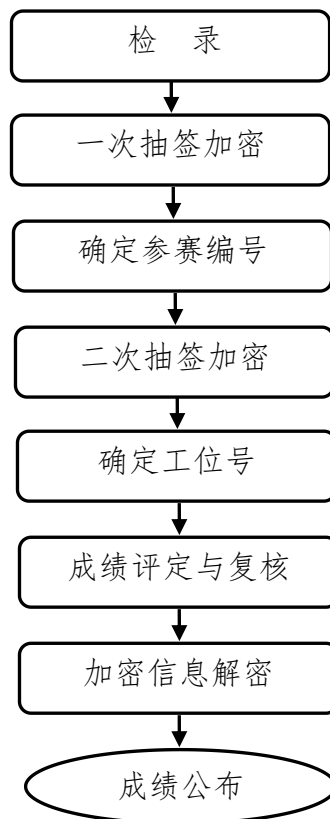 检 录
一次抽签加密
确定参赛编号
二次抽签加密
确定工位号
成绩评定与复核
加密信息解密
成绩公布